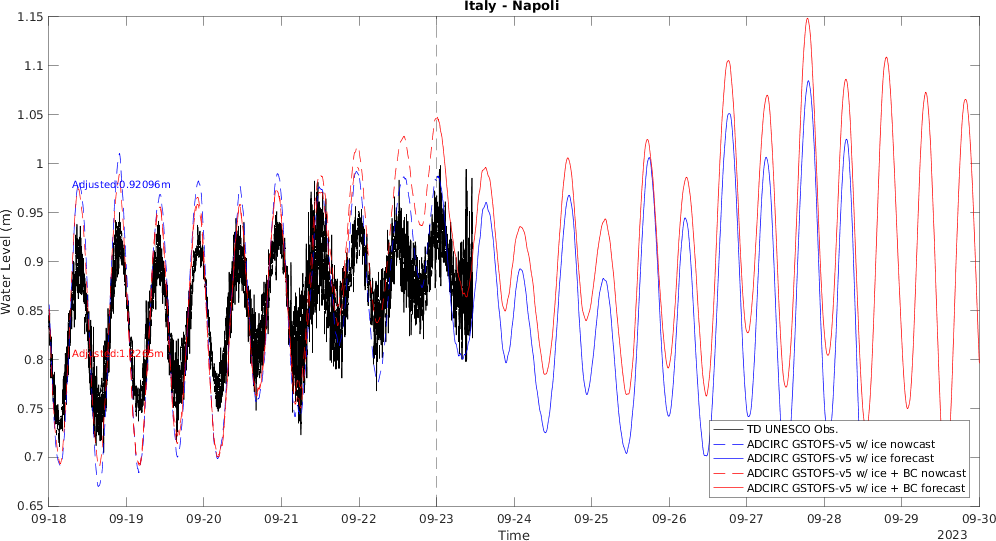 Italy - Napoli
1.15
1.1
1.05
1
0.95
0.9
0.85
0.8
0.75
0.7
0.65
Water Level (m)
Adjusted:0.92096m
Adjusted:1.2265m
TD UNESCO Obs.
ADCIRC GSTOFS-v5 w/ ice nowcast
ADCIRC GSTOFS-v5 w/ ice forecast
ADCIRC GSTOFS-v5 w/ ice + BC nowcast
ADCIRC GSTOFS-v5 w/ ice + BC forecast
09-18 09-19 09-20 09-21 09-22 09-23 09-24 09-25 09-26 09-27 09-28 09-29 09-30
Time
2023